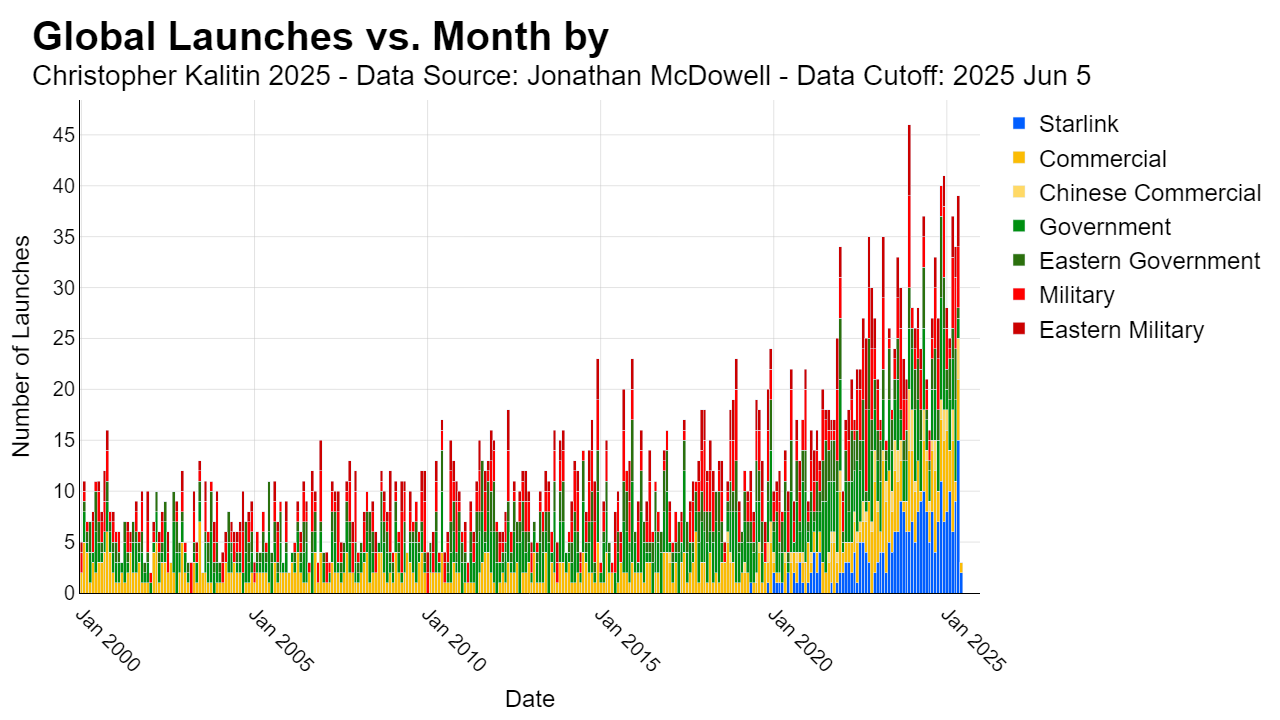 Global Launches vs. Month by
Christopher Kalitin 2025 - Data Source: Jonathan McDowell - Data Cutoff: 2025 Jun 5
Number of Launches
45
40
35
30
25
20
15
10
5
0
Jan 2000
Jan 2005
Jan 2010
Jan 2015
Jan 2020
Jan 2025
Date
Starlink
Commercial
Chinese Commercial
Government
Eastern Government
Military
Eastern Military